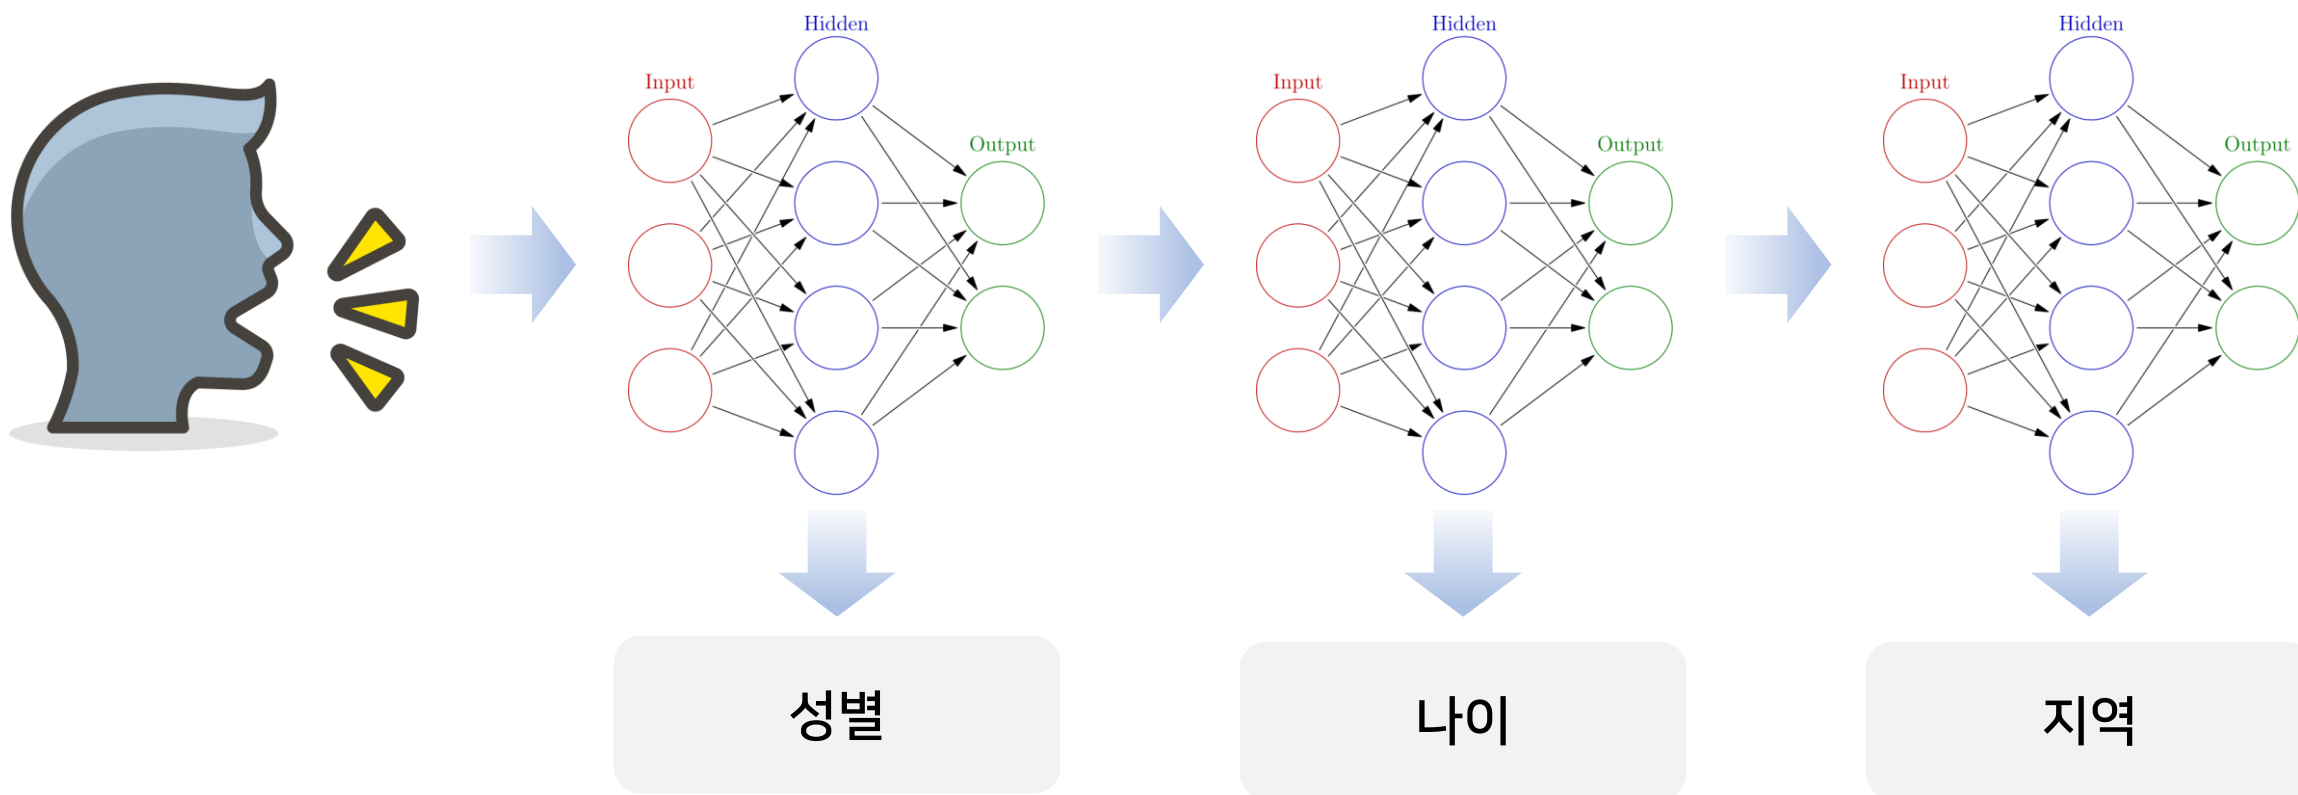 Hidden
Input
Output
Hidden
Input
Output
Hidden
Input
Output
성별
나이
지역